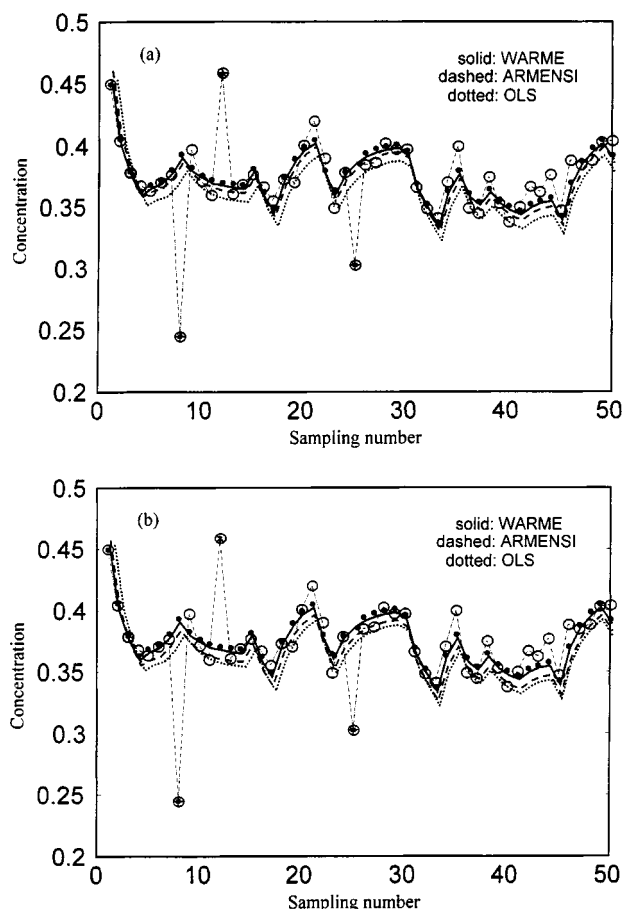 0.5
(a)
solid: WARME
dashed: ARMENSI
dotted: OLS
0.45
0.4
0.35
0.3
0.25
0.2
Concentration
0 10 20 30 40 50
Sampling number
0.5
(b)
solid: WARME
dashed: ARMENSI
dotted: OLS
0.45
0.4
0.35
0.3
0.25
0.2
Concentration
0 10 20 30 40 50
Sampling number